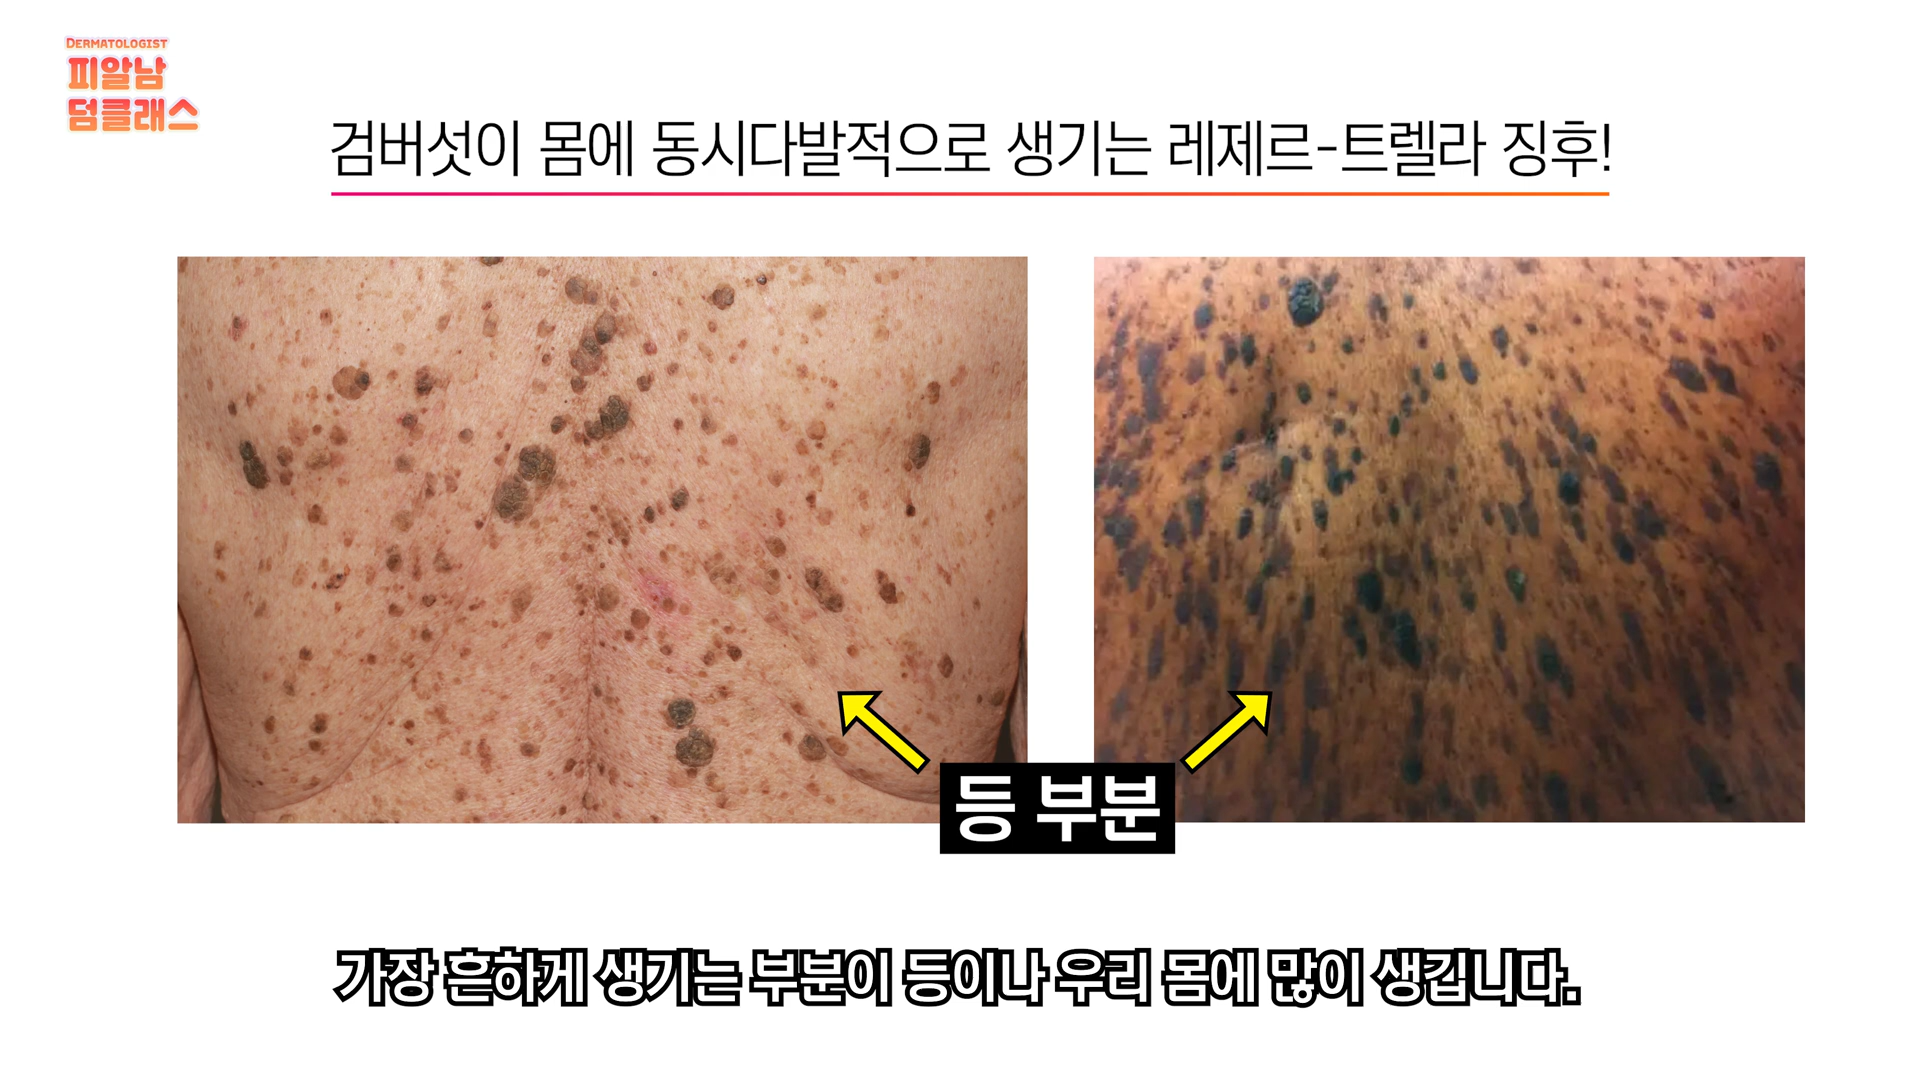 DERMATOLOGIST
피알남
덤클래스
검버섯이 몸에 동시다발적으로 생기는 레제르-트렐라 징후!
등 부분
가장 흔하게 생기는 부분이 등이나 우리 몸에 많이 생깁니다.